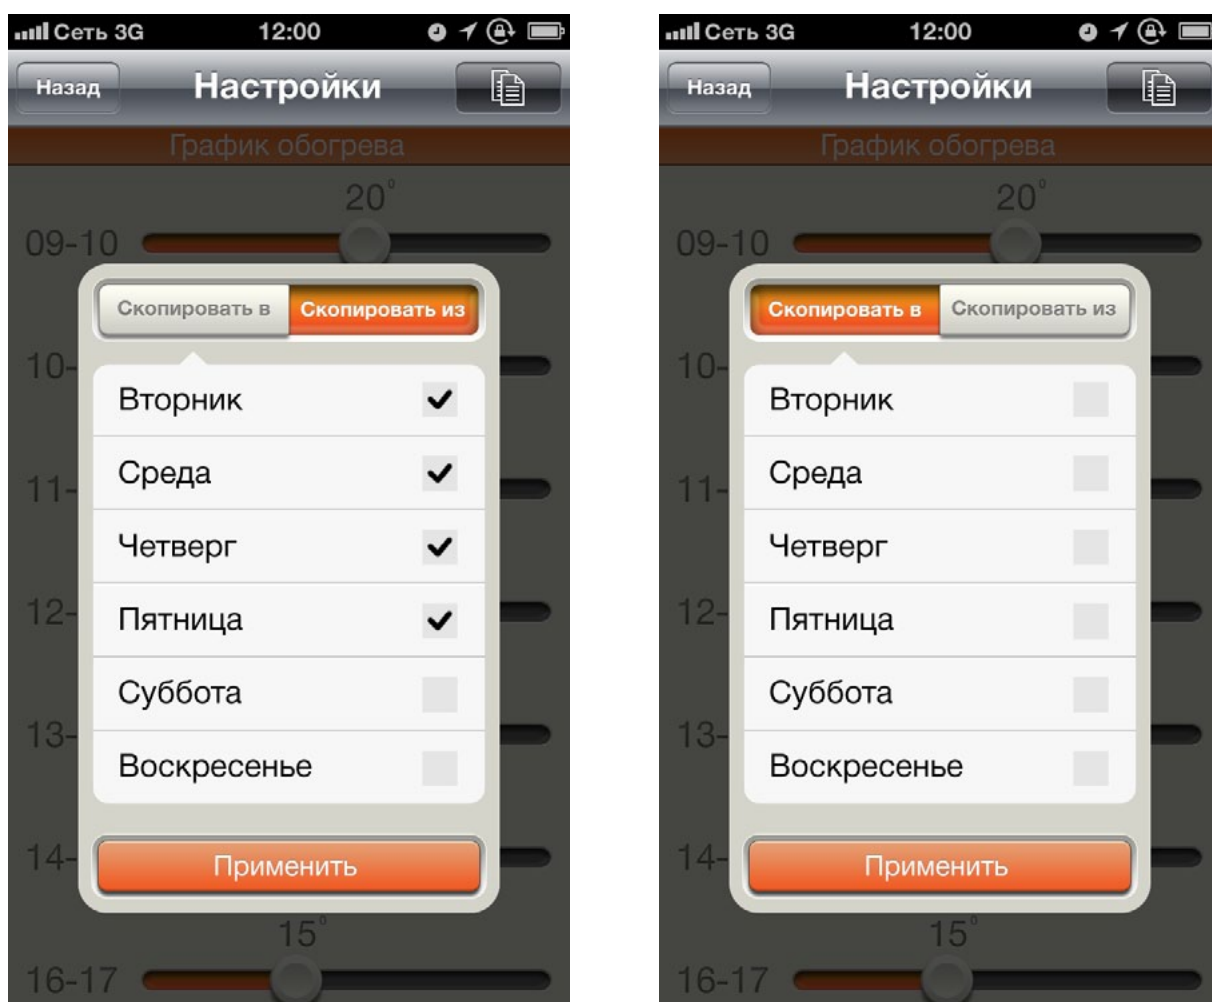 Сеть 3G 12:00
Назад Настройки
График обогрева
20°
09-10
Скопировать в Скопировать из
10-
Вторник
Среда
11-
Четверг
12-
Пятница
Суббота
13-
Воскресенье
14-
Применить
15°
16-17
Сеть 3G 12:00
Назад Настройки
График обогрева
20°
09-10
Скопировать в Скопировать из
10-
Вторник
Среда
11-
Четверг
12-
Пятница
Суббота
13-
Воскресенье
14-
Применить
15°
16-17